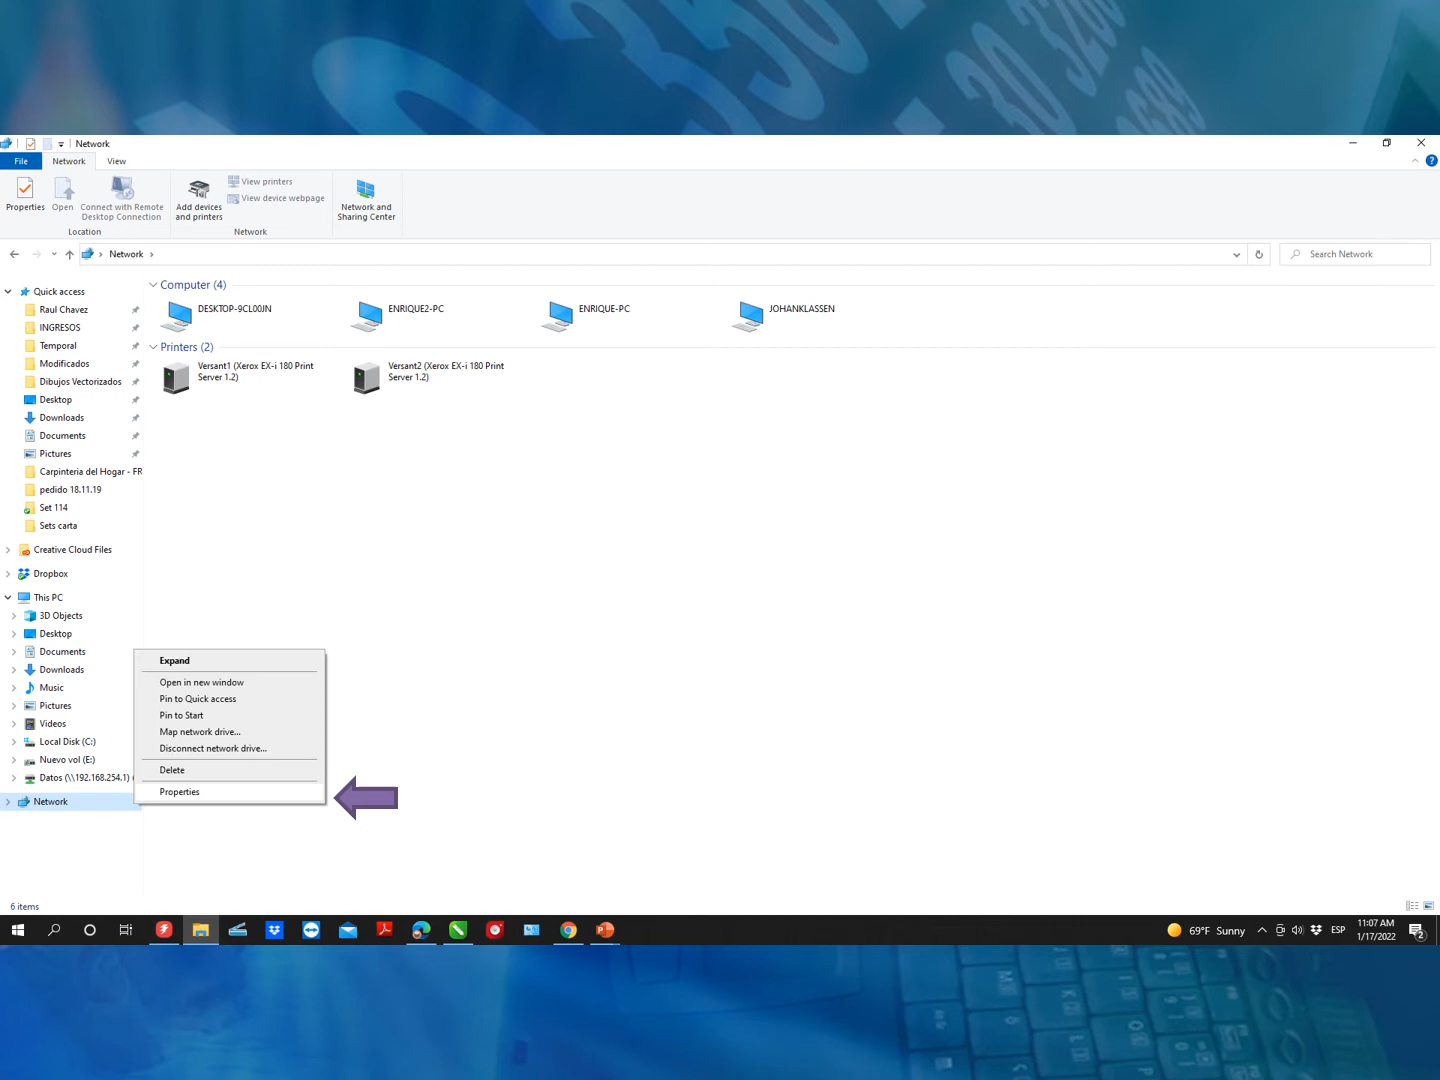 Network
File
Network
View
Properties
Open
Connect with Remote
Desktop Connection
Location
Add devices
and printers
View printers
View device webpage
Network
Network and
Sharing Center
Network
Search Network
Quick access
Raul Chavez
INGRESOS
Temporal
Modificados
Dibujos Vectorizados
Desktop
Downloads
Documents
Pictures
Carpinteria del Hogar - FR
pedido 18.11.19
Set 114
Sets carta
Creative Cloud Files
Dropbox
This PC
3D Objects
Desktop
Documents
Downloads
Music
Pictures
Videos
Local Disk (C:)
Nuevo vol (E:)
Datos (\\192.168.254.1) (
Network
Computer (4)
DESKTOP-9CL00JN
ENRIQUE2-PC
ENRIQUE-PC
JOHANKLASSEN
Printers (2)
Versant1 (Xerox EX-i 180 Print
Server 1.2)
Versant2 (Xerox EX-i 180 Print
Server 1.2)
Expand
Open in new window
Pin to Quick access
Pin to Start
Map network drive...
Disconnect network drive...
Delete
Properties
6 items
69°F Sunny
ESP
11:07 AM
1/17/2022
2